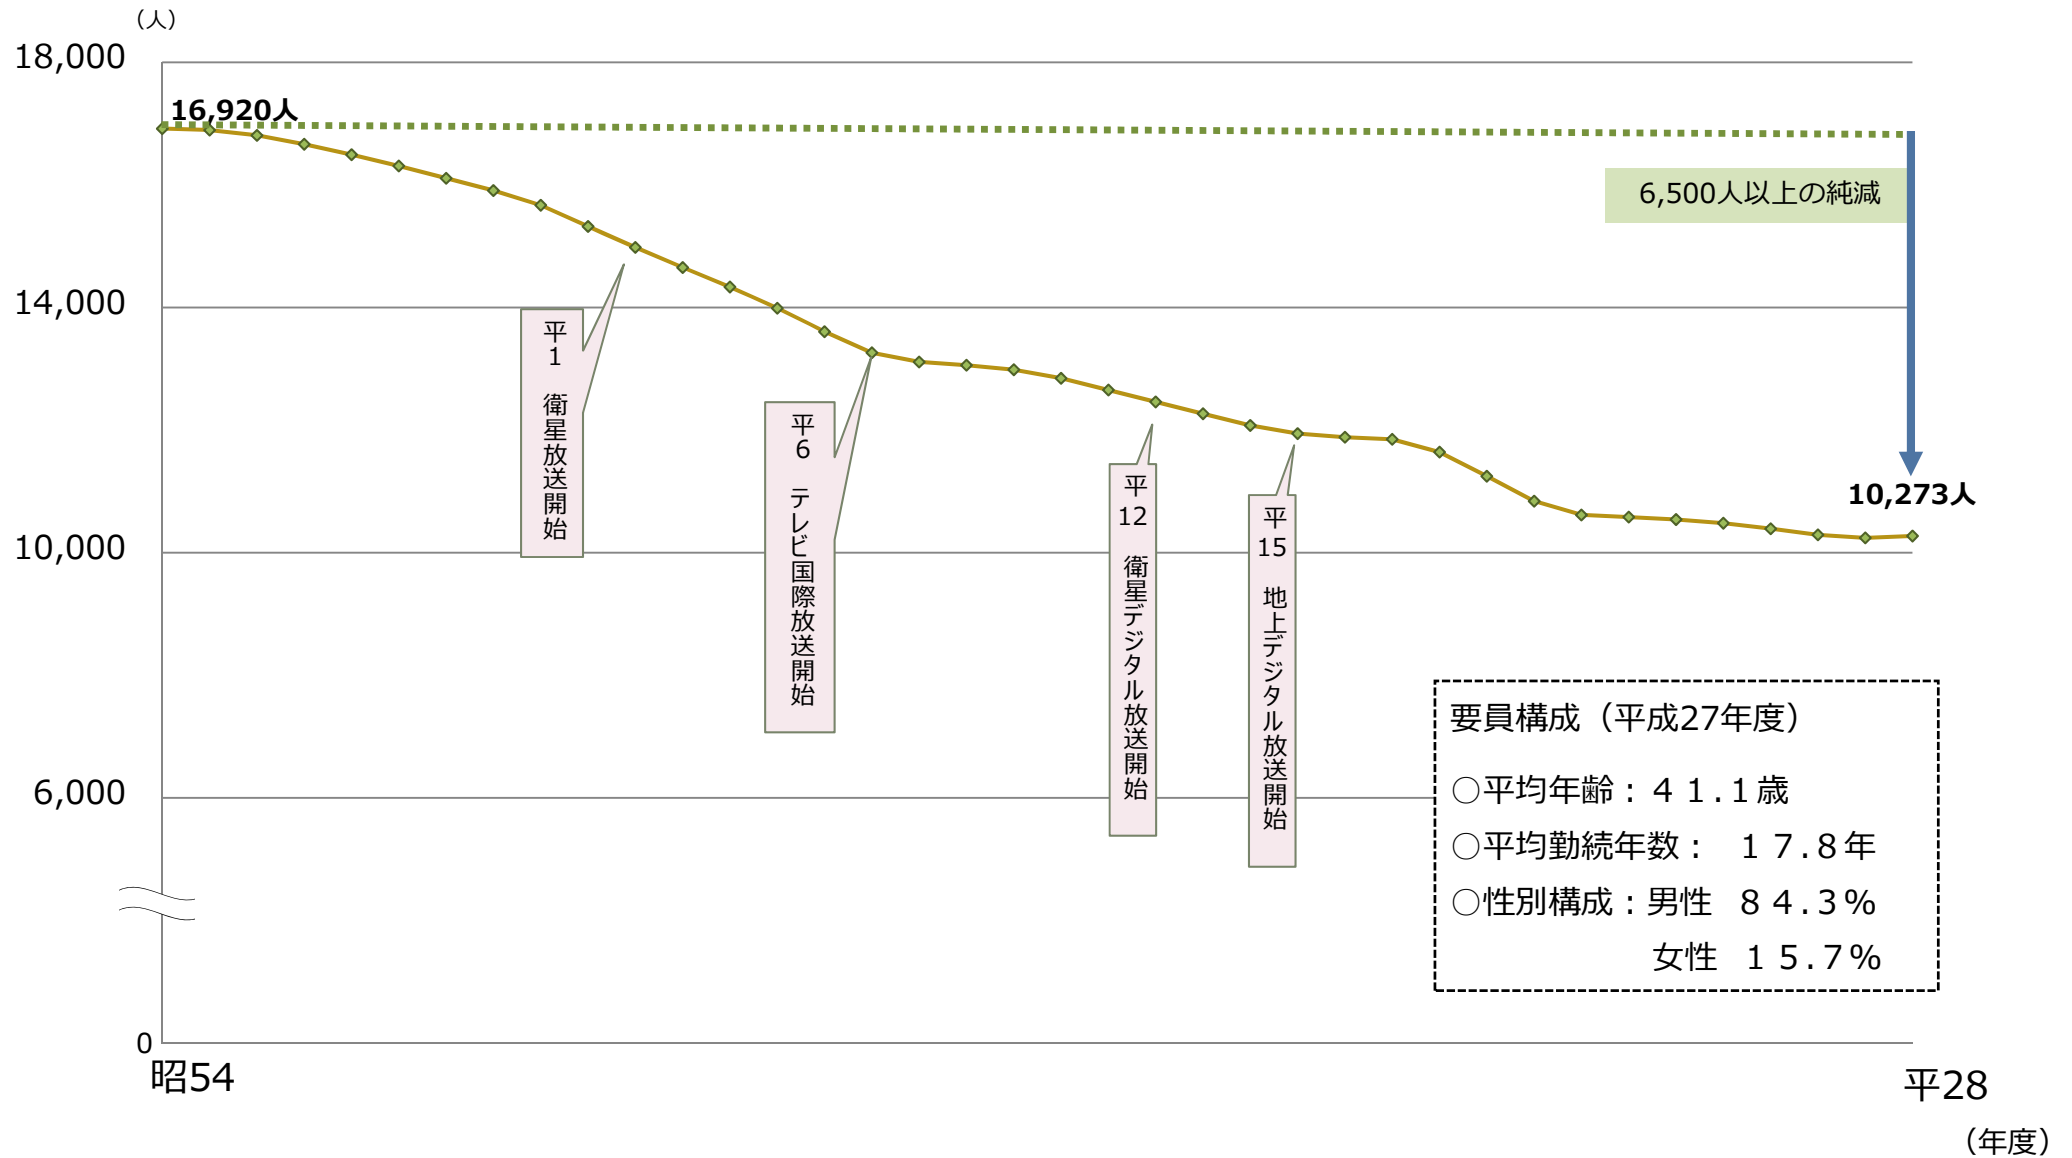 （人）
18,000
16,920人
6,500人以上の純減
14,000
平1　衛星放送開始
平6　テレビ国際放送開始
平12　衛星デジタル放送開始
平15　地上デジタル放送開始
10,273人
10,000
要員構成（平成27年度）
○平均年齢：４１.１歳
○平均勤続年数：　１７.８年
○性別構成：男性　８４.３%
女性　１５.７%
6,000
0
昭54
平28
（年度）